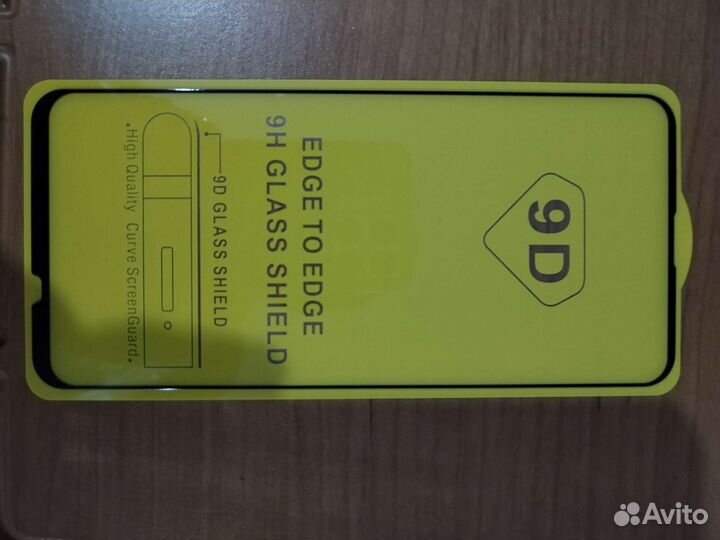 9D
EDGE TO EDGE
9H GLASS SHIELD
9D GLASS SHIELD
.High Quality Curve ScreenGuard.
Avito